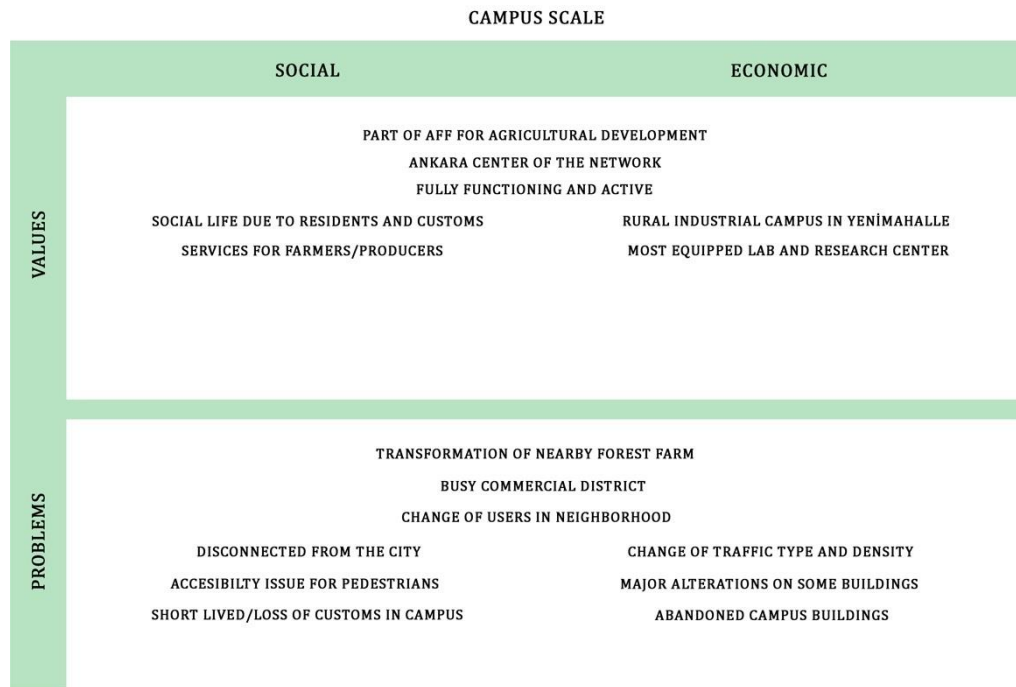 CAMPUS SCALE
SOCIAL
ECONOMIC
VALUES
PART OF AFF FOR AGRICULTURAL DEVELOPMENT
ANKARA CENTER OF THE NETWORK
FULLY FUNCTIONING AND ACTIVE
SOCIAL LIFE DUE TO RESIDENTS AND CUSTOMS
RURAL INDUSTRIAL CAMPUS IN YENİMAHALLE
SERVICES FOR FARMERS/PRODUCERS
MOST EQUIPPED LAB AND RESEARCH CENTER
PROBLEMS
TRANSFORMATION OF NEARBY FOREST FARM
BUSY COMMERCIAL DISTRICT
CHANGE OF USERS IN NEIGHBORHOOD
DISCONNECTED FROM THE CITY
CHANGE OF TRAFFIC TYPE AND DENSITY
ACCESIBILTY ISSUE FOR PEDESTRIANS
MAJOR ALTERATIONS ON SOME BUILDINGS
SHORT LIVED/LOSS OF CUSTOMS IN CAMPUS
ABANDONED CAMPUS BUILDINGS